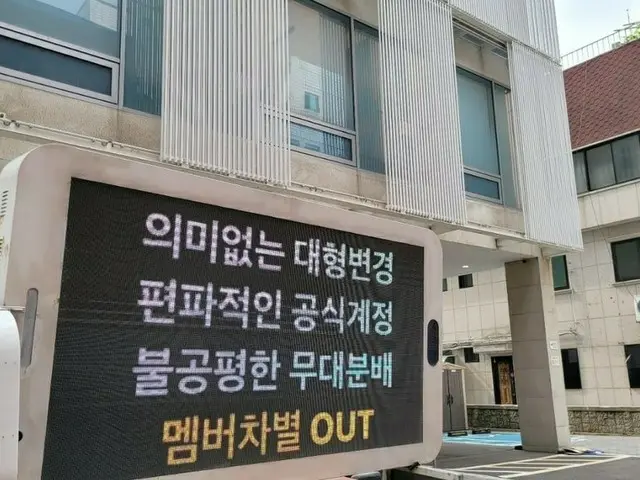 의미없는 대형변경
편파적인 공식계정
불공평한 무대분배
멤버차별 OUT